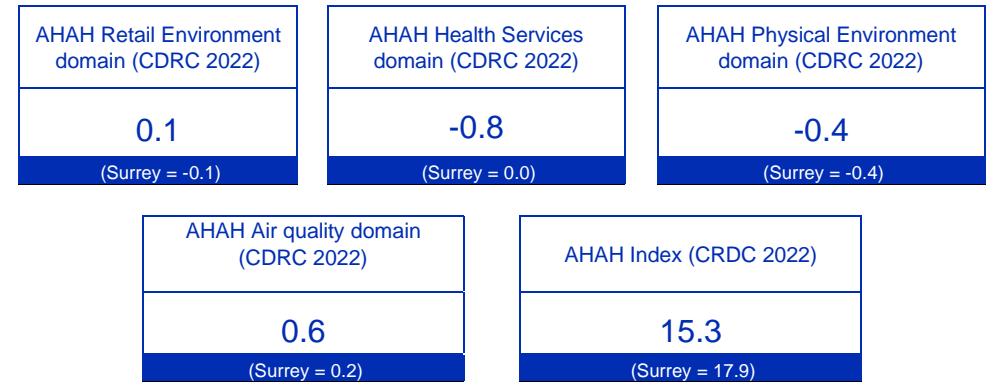 AHAH Retail Environment
domain (CDRC 2022)
0.1
(Surrey = -0.1)
AHAH Health Services
domain (CDRC 2022)
-0.8
(Surrey = 0.0)
AHAH Physical Environment
domain (CDRC 2022)
-0.4
(Surrey = -0.4)
AHAH Air quality domain
(CDRC 2022)
0.6
(Surrey = 0.2)
AHAH Index (CRDC 2022)
15.3
(Surrey = 17.9)